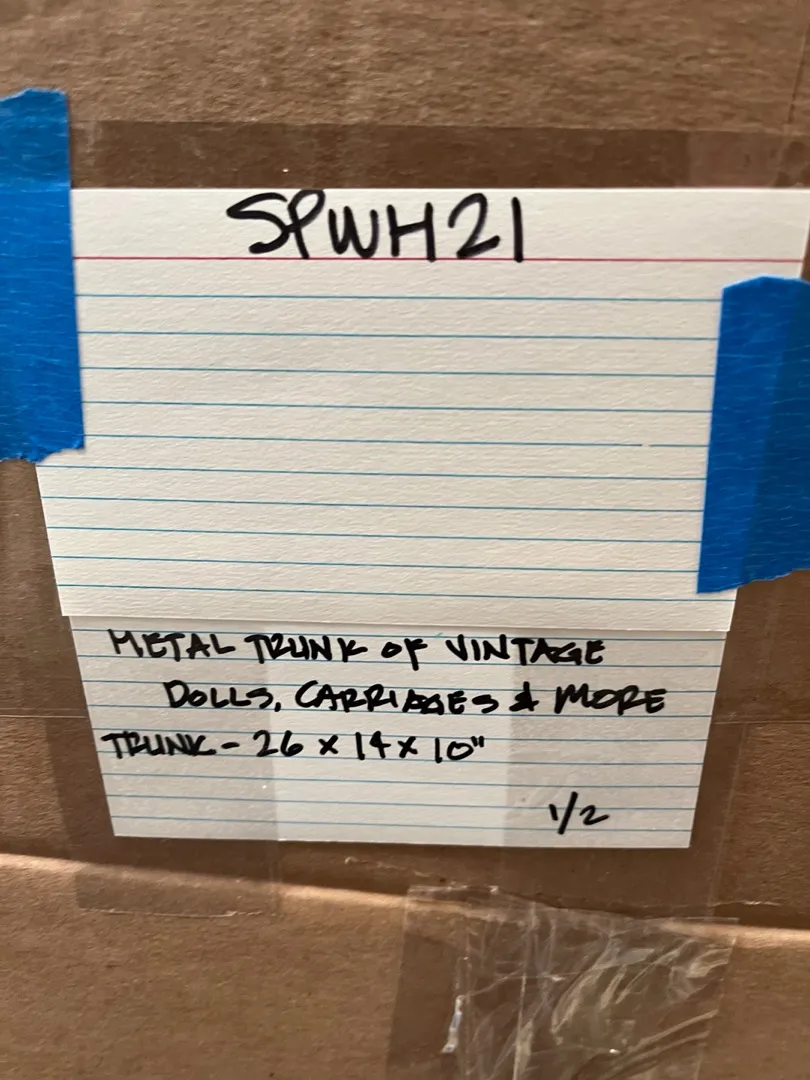 SPWH21
METAL TRUNK OF VINTAGE
DOLLS, CARRIAGES & MORE
TRUNK - 26 x 14 x 10"
1/2